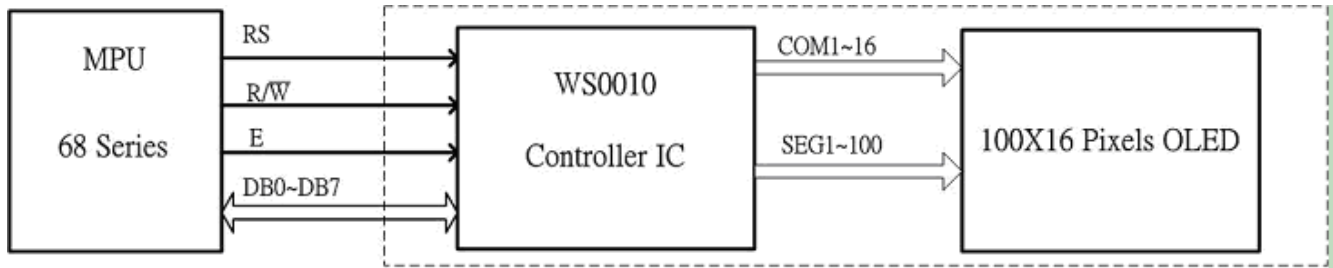 MPU
68 Series
RS
R/W̅
E
DB0~DB7
WS0010
Controller IC
COM1~16
SEG1~100
100X16 Pixels OLED